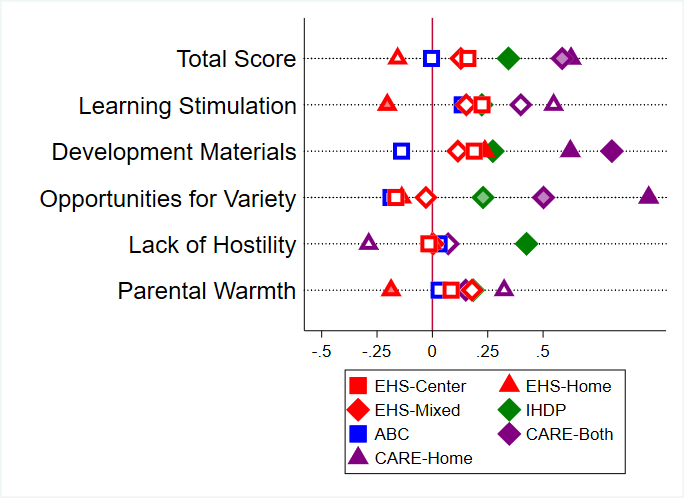 Total Score
Learning Stimulation
Development Materials
Opportunities for Variety
Lack of Hostility
Parental Warmth
-.5 -.25 0 .25 .5
EHS-Center EHS-Home
EHS-Mixed IHDP
ABC CARE-Both
CARE-Home